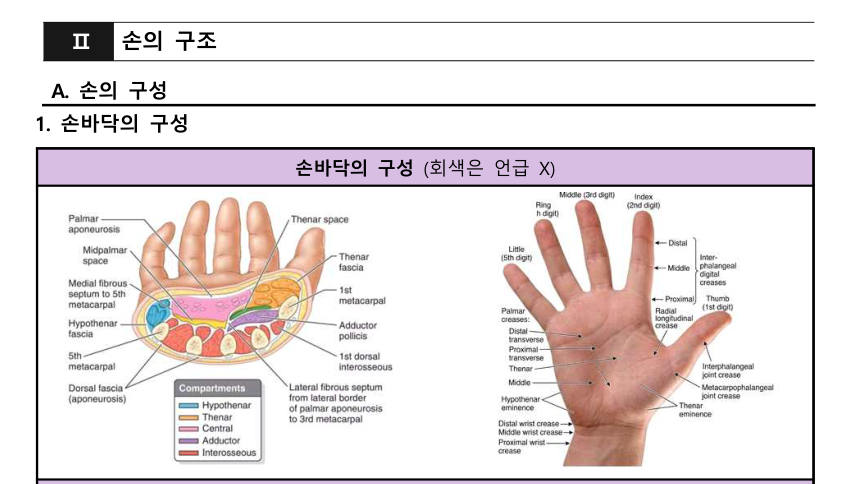 Ⅱ 손의 구조
A. 손의 구성
1. 손바닥의 구성
손바닥의 구성 (회색은 언급 X)
Palmar
aponeurosis
Midpalmar
space
Medial fibrous
septum to 5th
metacarpal
Hypothenar
fascia
5th
metacarpal
Dorsal fascia
(aponeurosis)
Thenar space
Thenar
fascia
1st
metacarpal
Adductor
pollicis
1st dorsal
interosseous
Lateral fibrous septum
from lateral border
of palmar aponeurosis
to 3rd metacarpal
Compartments
Hypothenar
Thenar
Central
Adductor
Interosseous
Middle (3rd digit)
Ring
h digit)
Index
(2nd digit)
Little
(5th digit)
Distal
Middle
Proximal
Inter-
phalangeal
digital
creases
Thumb
(1st digit)
Radial
longitudinal
crease
Palmar
creases:
Distal
transverse
Proximal
transverse
Thenar
Middle
Hypothenar
eminence
Distal wrist crease
Middle wrist crease
Proximal wrist
crease
Interphalangeal
joint crease
Metacarpophalangeal
joint crease
Thenar
eminence